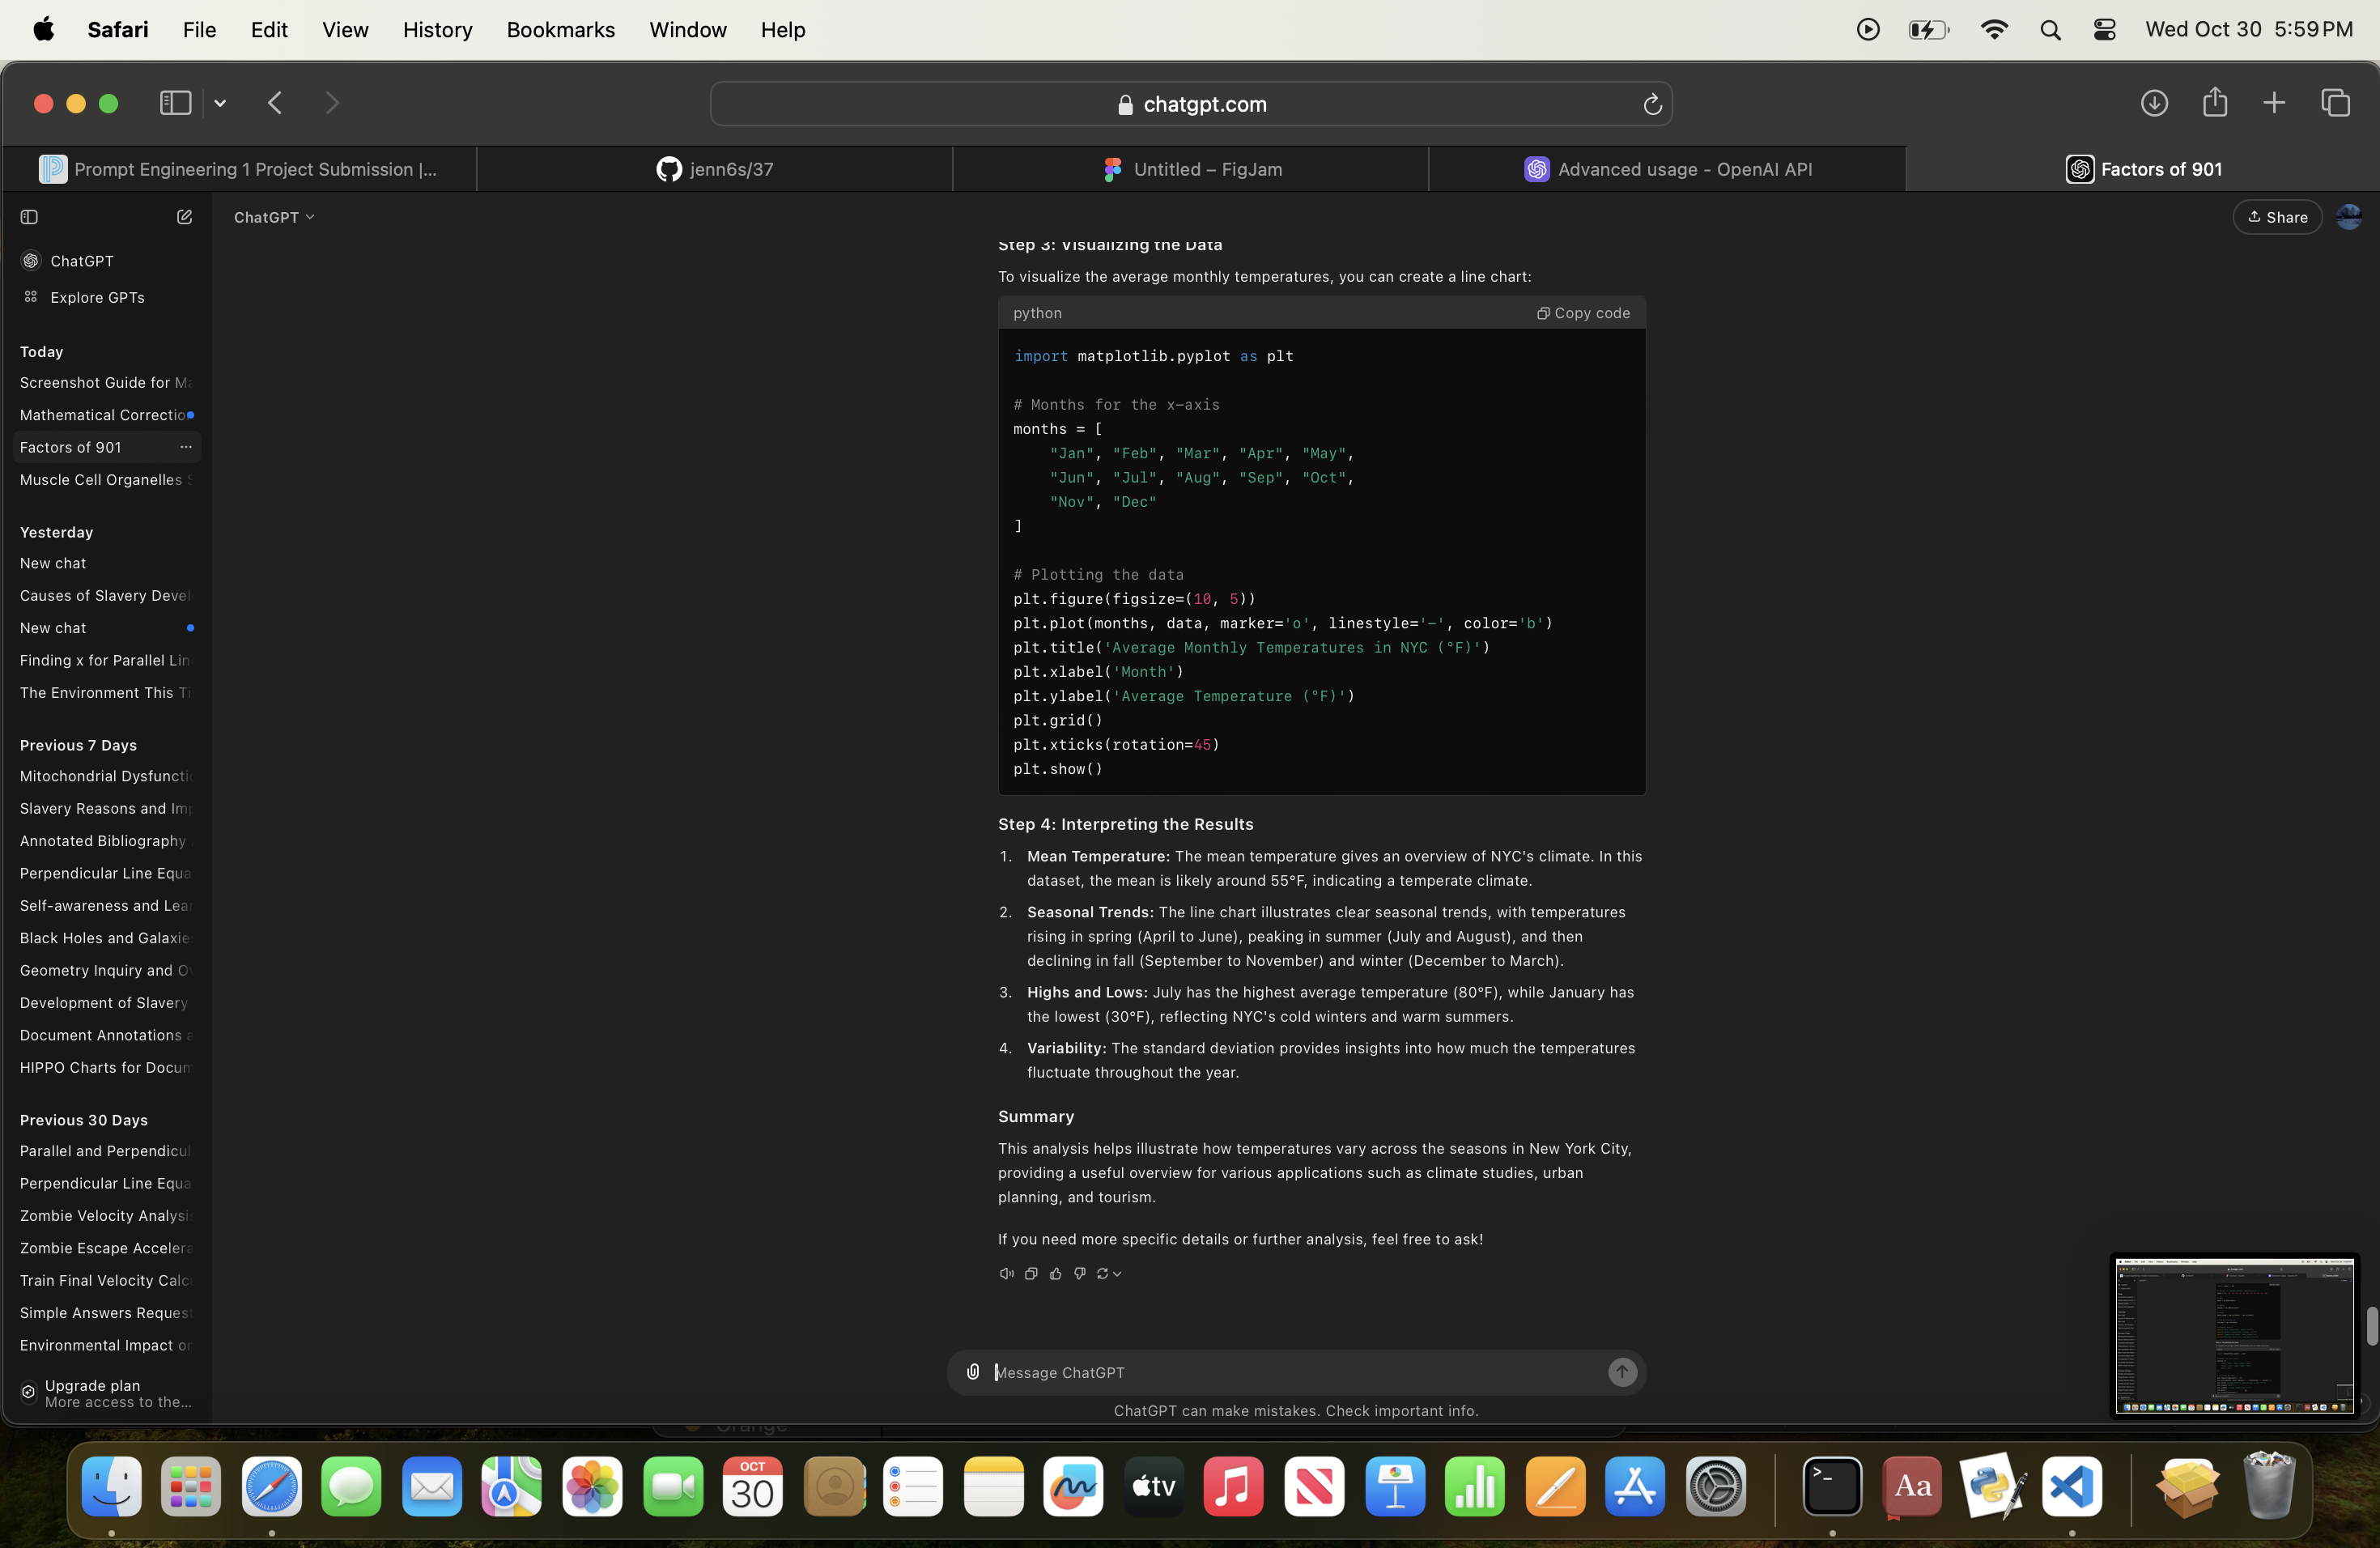 Safari File Edit View History Bookmarks Window Help Wed Oct 30 5:59 PM
chatgpt.com
Prompt Engineering 1 Project Submission |... jenn6s/37 Untitled – FigJam Advanced usage - OpenAI API Factors of 901
ChatGPT Share
ChatGPT
Explore GPTs
Today
Screenshot Guide for Ma
Mathematical Correctio
Factors of 901 ...
Muscle Cell Organelles S
Yesterday
New chat
Causes of Slavery Devel
New chat
Finding x for Parallel Lin
The Environment This Ti
Previous 7 Days
Mitochondrial Dysfuncti
Slavery Reasons and Imp
Annotated Bibliography
Perpendicular Line Equa
Self-awareness and Lear
Black Holes and Galaxie
Geometry Inquiry and Ov
Development of Slavery
Document Annotations a
HIPPO Charts for Docum
Previous 30 Days
Parallel and Perpendicul
Perpendicular Line Equa
Zombie Velocity Analysis
Zombie Escape Accelera
Train Final Velocity Calcu
Simple Answers Request
Environmental Impact on
Upgrade plan
More access to the...
Step 3: Visualizing the Data
To visualize the average monthly temperatures, you can create a line chart:
python Copy code
import matplotlib.pyplot as plt
# Months for the x-axis
months = [
"Jan", "Feb", "Mar", "Apr", "May",
"Jun", "Jul", "Aug", "Sep", "Oct",
"Nov", "Dec"
]
# Plotting the data
plt.figure(figsize=(10, 5))
plt.plot(months, data, marker='o', linestyle='-', color='b')
plt.title('Average Monthly Temperatures in NYC (°F)')
plt.xlabel('Month')
plt.ylabel('Average Temperature (°F)')
plt.grid()
plt.xticks(rotation=45)
plt.show()
Step 4: Interpreting the Results
1. Mean Temperature: The mean temperature gives an overview of NYC's climate. In this
dataset, the mean is likely around 55°F, indicating a temperate climate.
2. Seasonal Trends: The line chart illustrates clear seasonal trends, with temperatures
rising in spring (April to June), peaking in summer (July and August), and then
declining in fall (September to November) and winter (December to March).
3. Highs and Lows: July has the highest average temperature (80°F), while January has
the lowest (30°F), reflecting NYC's cold winters and warm summers.
4. Variability: The standard deviation provides insights into how much the temperatures
fluctuate throughout the year.
Summary
This analysis helps illustrate how temperatures vary across the seasons in New York City,
providing a useful overview for various applications such as climate studies, urban
planning, and tourism.
If you need more specific details or further analysis, feel free to ask!
Message ChatGPT
ChatGPT can make mistakes. Check important info.
Orange
OCT
30
tv
>_
Aa